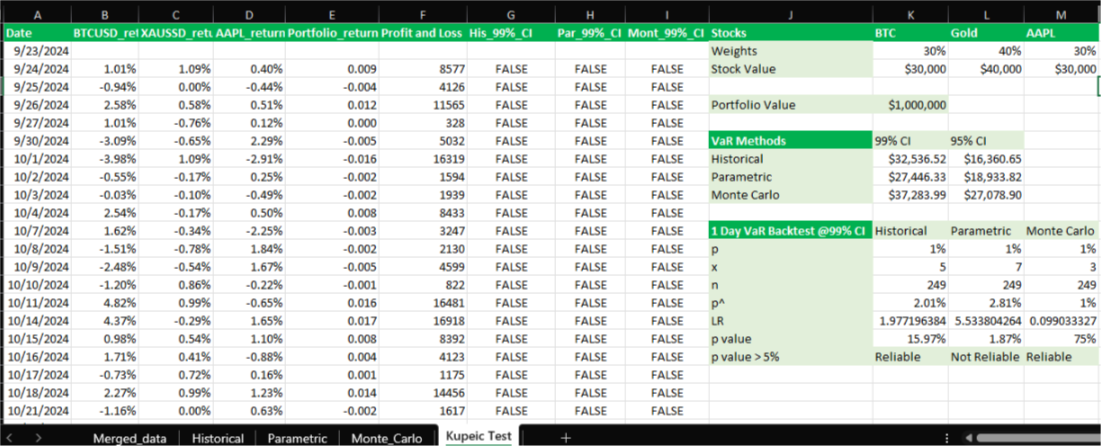 A B C D E F G H I J K L M
Date BTCUSD_ret XAUSSD_retu AAPL_return Portfolio_return Profit and Loss His_99%_CI Par_99%_CI Mont_99%_CI Stocks BTC Gold AAPL
9/23/2024 Weights 30% 40% 30%
9/24/2024 1.01% 1.09% 0.40% 0.009 8577 FALSE FALSE FALSE Stock Value $30,000 $40,000 $30,000
9/25/2024 -0.94% 0.00% -0.44% -0.004 4126 FALSE FALSE FALSE
9/26/2024 2.58% 0.58% 0.51% 0.012 11565 FALSE FALSE FALSE Portfolio Value $1,000,000
9/27/2024 1.01% -0.76% 0.12% 0.000 328 FALSE FALSE FALSE
9/30/2024 -3.09% -0.65% 2.29% -0.005 5032 FALSE FALSE FALSE VaR Methods 99% CI 95% CI
10/1/2024 -3.98% 1.09% -2.91% -0.016 16319 FALSE FALSE FALSE Historical $32,536.52 $16,360.65
10/2/2024 -0.55% -0.17% 0.25% -0.002 1594 FALSE FALSE FALSE Parametric $27,446.33 $18,933.82
10/3/2024 -0.03% -0.10% -0.49% -0.002 1939 FALSE FALSE FALSE Monte Carlo $37,283.99 $27,078.90
10/4/2024 2.54% -0.17% 0.50% 0.008 8433 FALSE FALSE FALSE
10/7/2024 1.62% -0.34% -2.25% -0.003 3247 FALSE FALSE FALSE 1 Day VaR Backtest @99% CI Historical Parametric Monte Carlo
10/8/2024 -1.51% -0.78% 1.84% -0.002 2130 FALSE FALSE FALSE p 1% 1% 1%
10/9/2024 -2.48% -0.54% 1.67% -0.005 4599 FALSE FALSE FALSE x 5 7 3
10/10/2024 -1.20% 0.86% -0.22% -0.001 822 FALSE FALSE FALSE n 249 249 249
10/11/2024 4.82% 0.99% -0.65% 0.016 16481 FALSE FALSE FALSE p^ 2.01% 2.81% 1%
10/14/2024 4.37% -0.29% 1.65% 0.017 16918 FALSE FALSE FALSE LR 1.977196384 5.533804264 0.099033327
10/15/2024 0.98% 0.54% 1.10% 0.008 8392 FALSE FALSE FALSE p value 15.97% 1.87% 75%
10/16/2024 1.71% 0.41% -0.88% 0.004 4123 FALSE FALSE FALSE p value > 5% Reliable Not Reliable Reliable
10/17/2024 -0.73% 0.72% 0.16% 0.001 1175 FALSE FALSE FALSE
10/18/2024 2.27% 0.99% 1.23% 0.014 14456 FALSE FALSE FALSE
10/21/2024 -1.16% 0.00% 0.63% -0.002 1617 FALSE FALSE FALSE
Merged_data Historical Parametric Monte_Carlo Kupeic Test